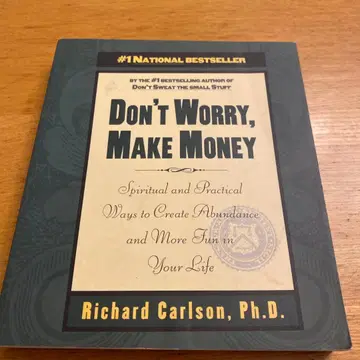 #1 NATIONAL BESTSELLER
BY THE #1 BESTSELLING AUTHOR OF
DON'T SWEAT THE SMALL STUFF
DON'T WORRY,
MAKE MONEY
Spiritual and Practical
Ways to Create Abundance
and More Fun in
Your Life
Richard Carlson, Ph.D.